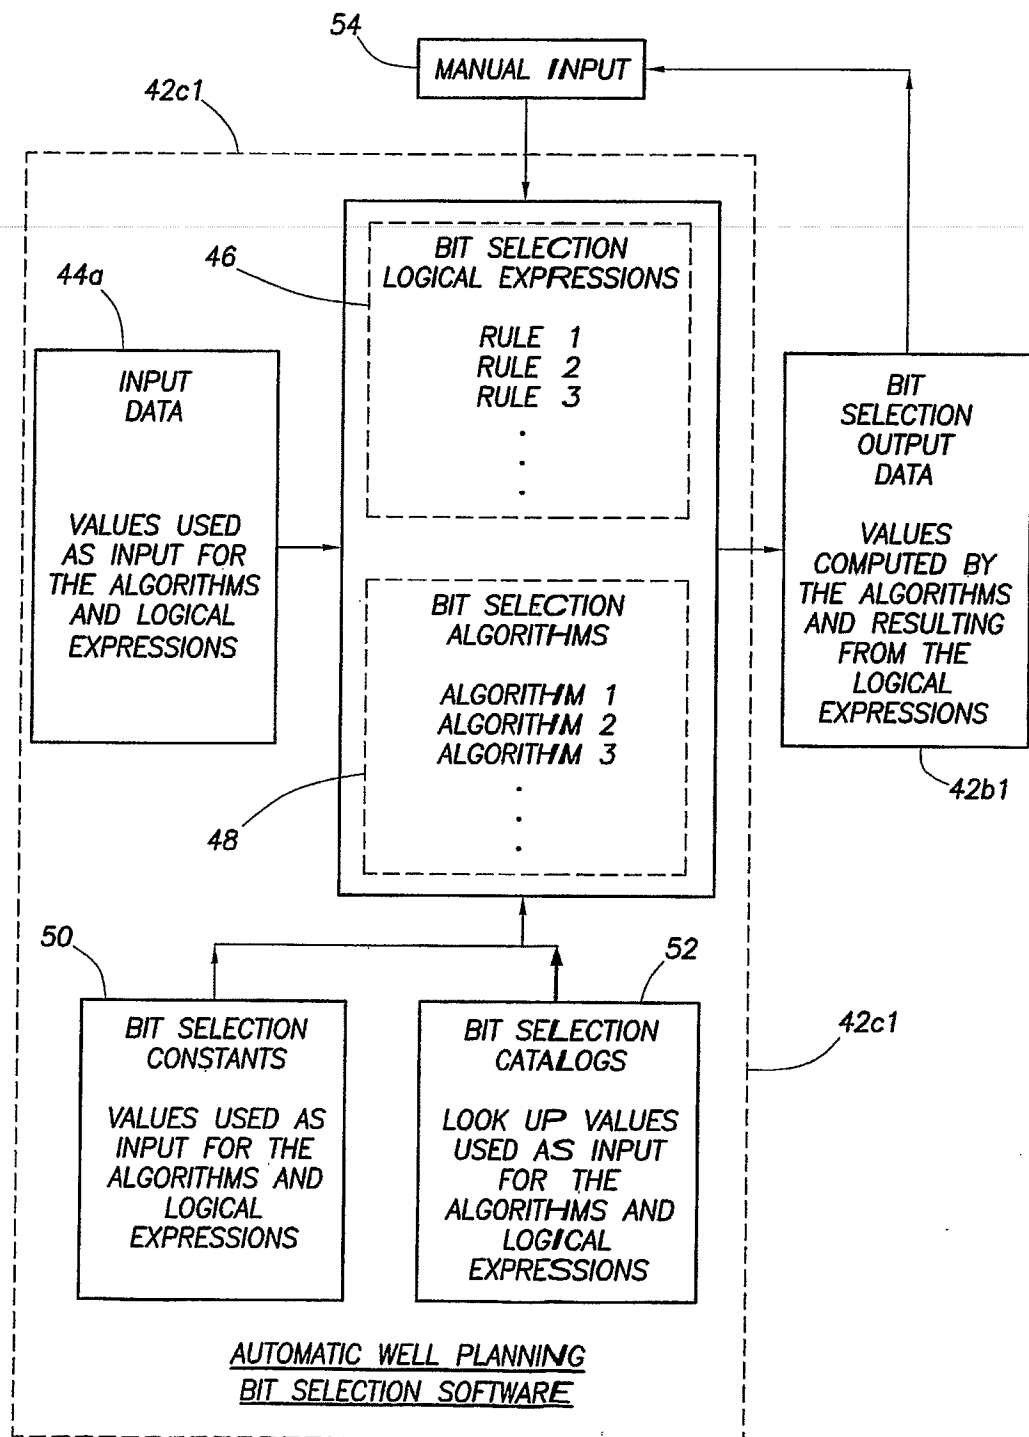 54
MANUAL INPUT
42c1
46
BIT SELECTION
LOGICAL EXPRESSIONS
RULE 1
RULE 2
RULE 3
.
.
.
44a
INPUT
DATA
VALUES USED
AS INPUT FOR
THE ALGORITHMS
AND LOGICAL
EXPRESSIONS
BIT SELECTION
ALGORITHMS
ALGORITHM 1
ALGORITHM 2
ALGORITHM 3
.
.
.
48
BIT
SELECTION
OUTPUT
DATA
VALUES
COMPUTED BY
THE ALGORITHMS
AND RESULTING
FROM THE
LOGICAL
EXPRESSIONS
42b1
50
BIT SELECTION
CONSTANTS
VALUES USED AS
INPUT FOR THE
ALGORITHMS AND
LOGICAL
EXPRESSIONS
52
BIT SELECTION
CATALOGS
LOOK UP VALUES
USED AS INPUT
FOR THE
ALGORITHMS AND
LOGICAL
EXPRESSIONS
42c1
AUTOMATIC WELL PLANNING
BIT SELECTION SOFTWARE